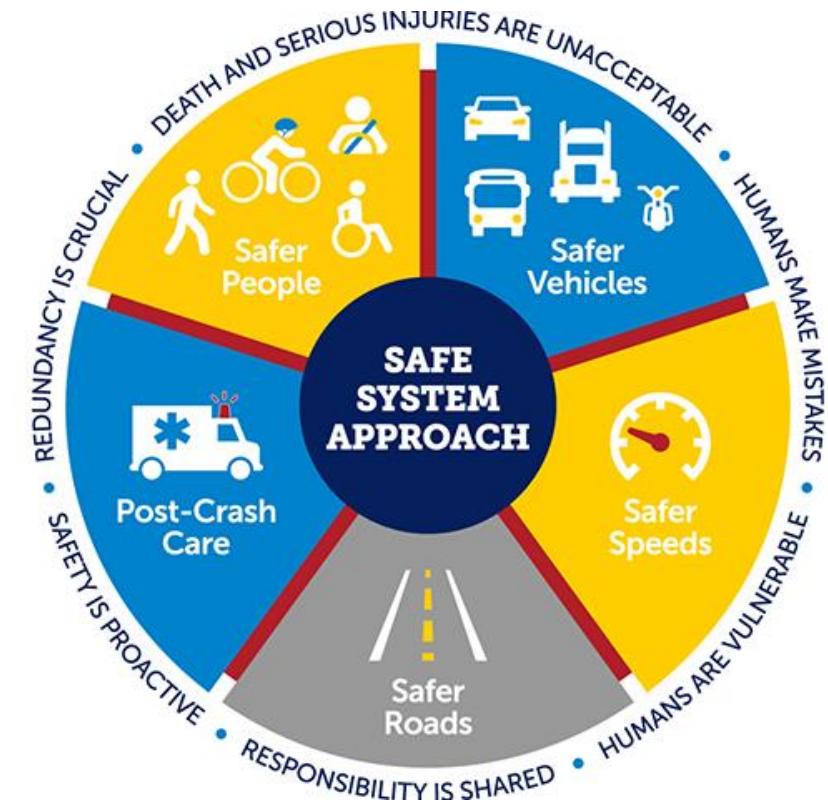 DEATH AND SERIOUS INJURIES ARE UNACCEPTABLE
HUMANS MAKE MISTAKES
HUMANS ARE VULNERABLE
RESPONSIBILITY IS SHARED
SAFETY IS PROACTIVE
REDUNDANCY IS CRUCIAL
Safer
People
Safer
Vehicles
SAFE
SYSTEM
APPROACH
Post-Crash
Care
Safer
Speeds
Safer
Roads